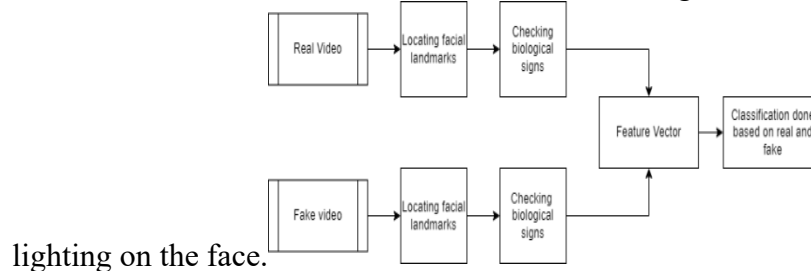 Real Video
Locating facial
landmarks
Checking
biological
signs
Feature Vector
Classification done
based on real and
fake
Fake video
Locating facial
landmarks
Checking
biological
signs
lighting on the face.